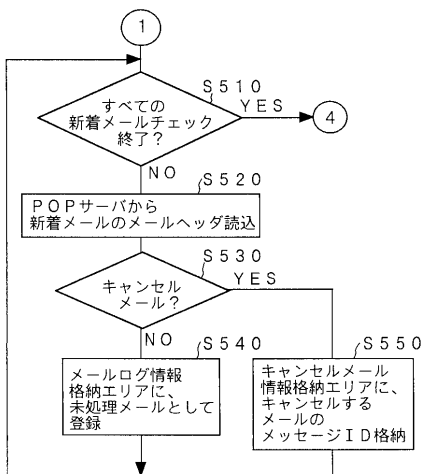 1
S510
すべての
新着メールチェック
終了?
YES
4
NO
S520
POPサーバから
新着メールのメールヘッダ読込
S530
キャンセル
メール?
YES
NO
S540
メールログ情報
格納エリアに、
未処理メールとして
登録
S550
キャンセルメール
情報格納エリアに、
キャンセルする
メールの
メッセージID格納